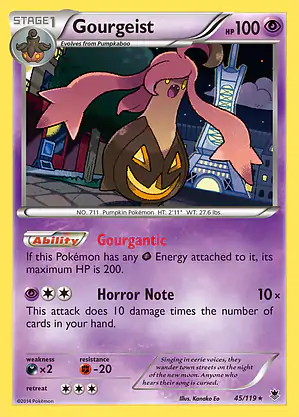 STAGE1
Gourgeist
HP100
Evolves from Pumpkaboo
NO. 711 Pumpkin Pokémon HT: 2'11" WT: 27.6 lbs.
Ability Gourgantic
If this Pokémon has any Energy attached to it, its
maximum HP is 200.
Horror Note 10×
This attack does 10 damage times the number of
cards in your hand.
weakness resistance
×2 -20
retreat
Singing in eerie voices, they
wander town streets on the night
of the new moon. Anyone who
hears their song is cursed.
©2014 Pokémon
Illus. Kanako Eo
45/119